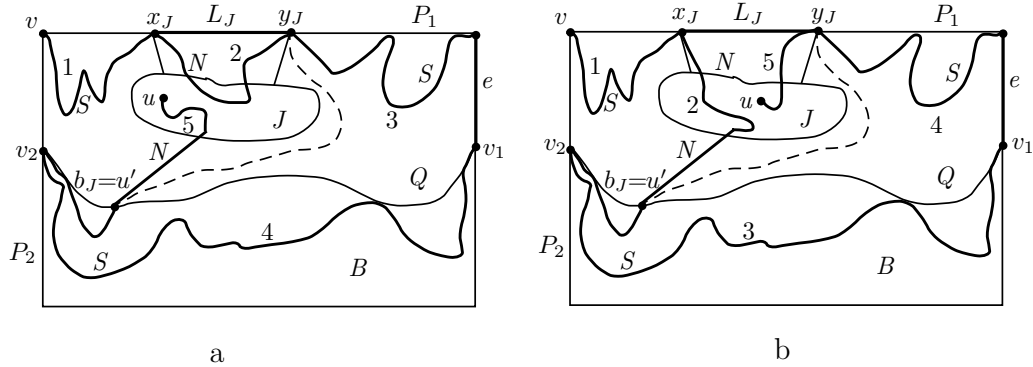 v x_J L_J y_J P_1
1 N 2 S e
S u 3
5 J
v_2 N v_1
b_J=u' Q
4
P_2 S B
a
v x_J L_J y_J P_1
1 N 5 S e
S 2 u J 4
v_2 N v_1
b_J=u' Q
3
P_2 S B
b